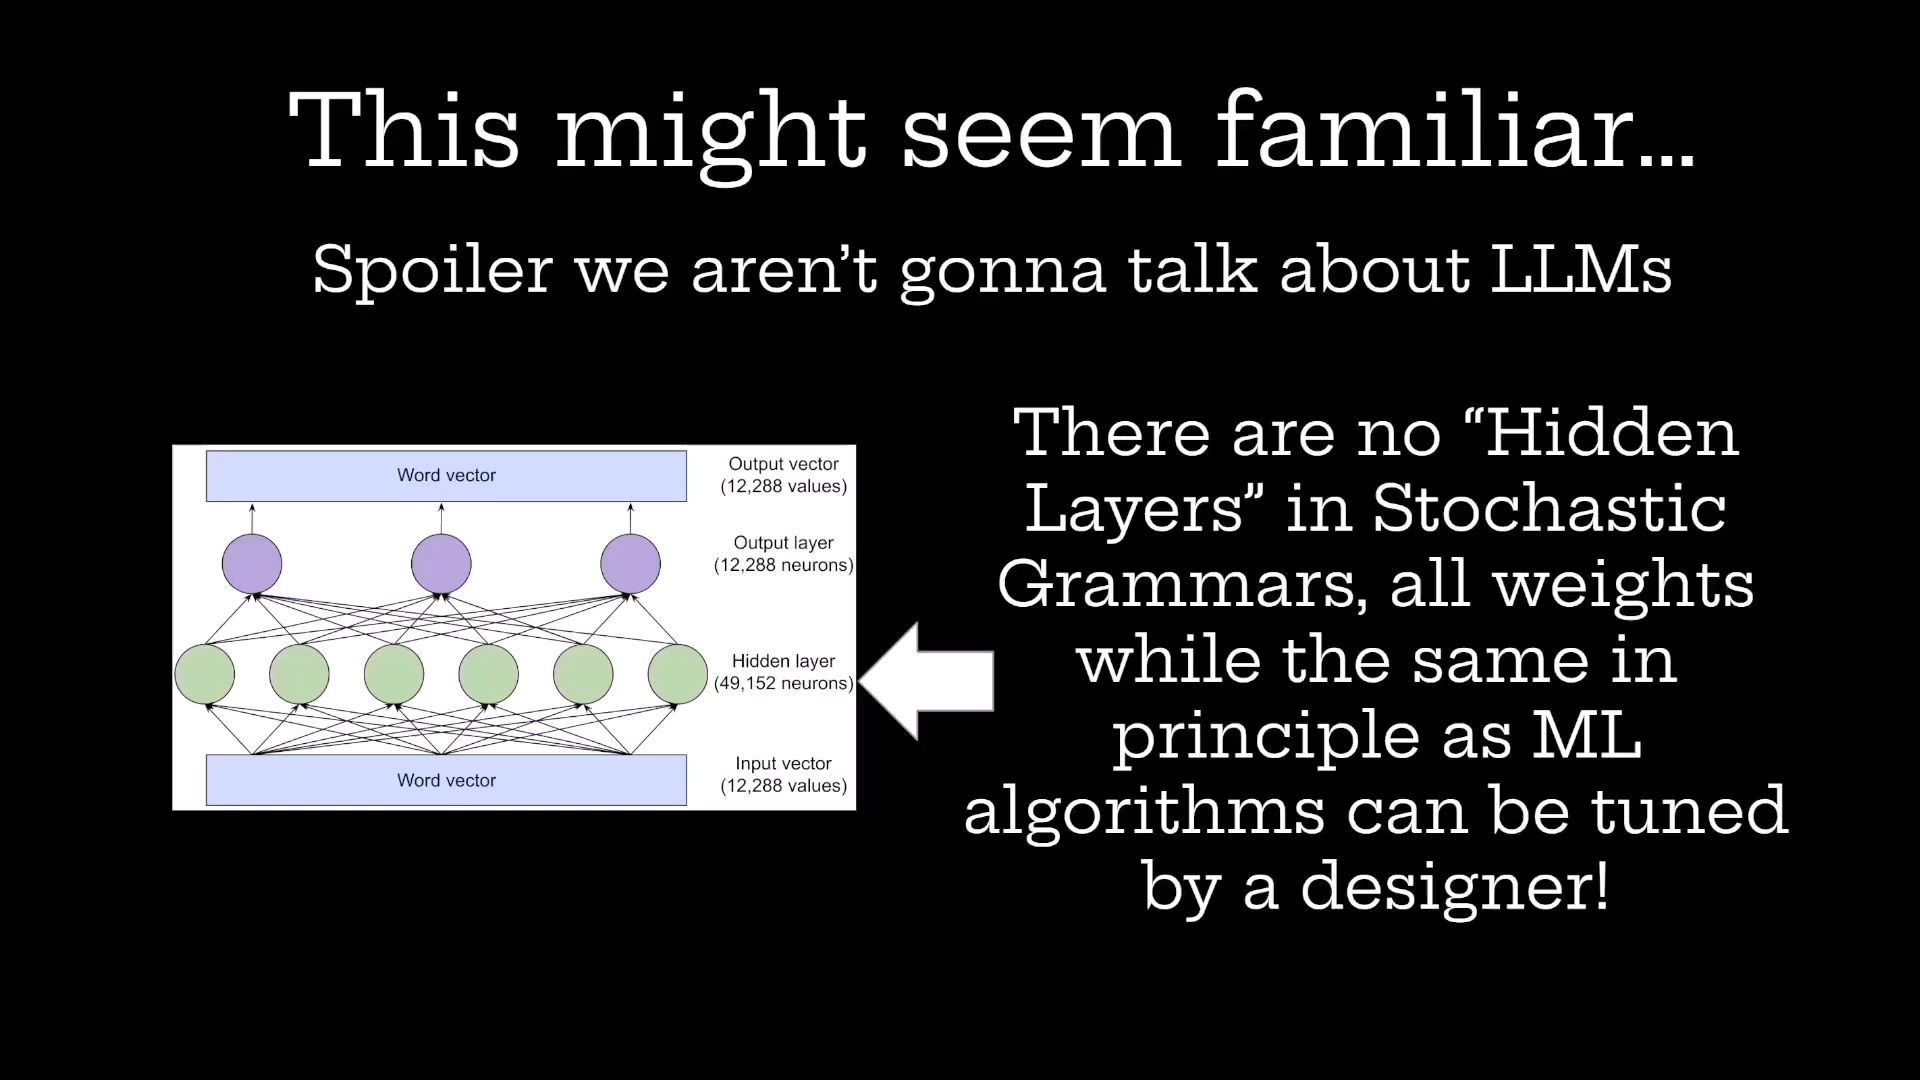 This might seem familiar...
Spoiler we aren’t gonna talk about LLMs
Word vector
Output vector
(12,288 values)
Output layer
(12,288 neurons)
Hidden layer
(49,152 neurons)
Word vector
Input vector
(12,288 values)
There are no “Hidden
Layers” in Stochastic
Grammars, all weights
while the same in
principle as ML
algorithms can be tuned
by a designer!